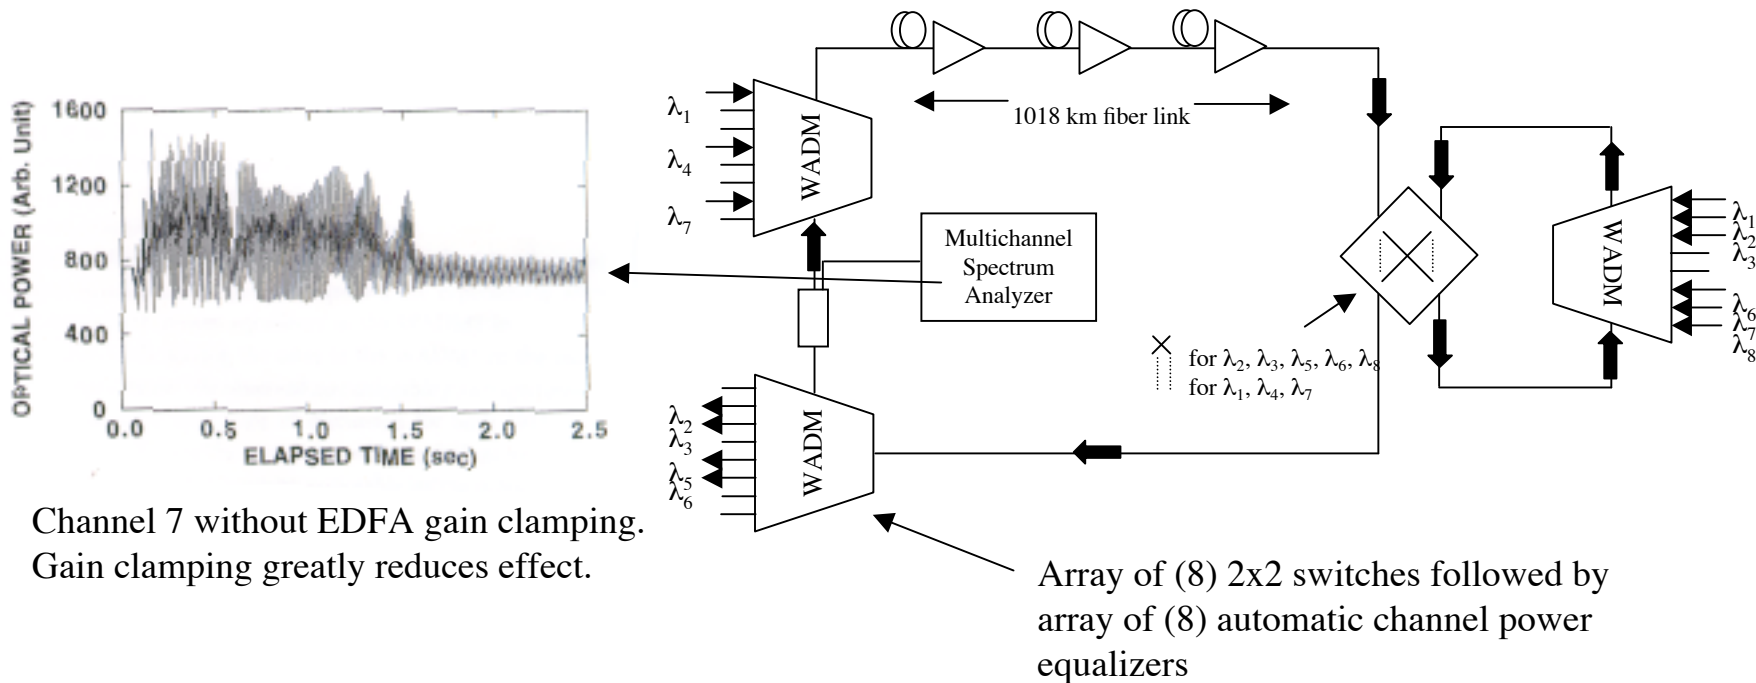 1600
1200
800
400
0
OPTICAL POWER (Arb. Unit)
0.0 0.5 1.0 1.5 2.0 2.5
ELAPSED TIME (sec)
Channel 7 without EDFA gain clamping.
Gain clamping greatly reduces effect.
λ1
λ4
λ7
WADM
1018 km fiber link
Multichannel
Spectrum
Analyzer
λ2
λ3
λ5
λ6
WADM
for λ2, λ3, λ5, λ6, λ8
for λ1, λ4, λ7
WADM
λ1
λ2
λ3
λ6
λ7
λ8
Array of (8) 2x2 switches followed by
array of (8) automatic channel power
equalizers